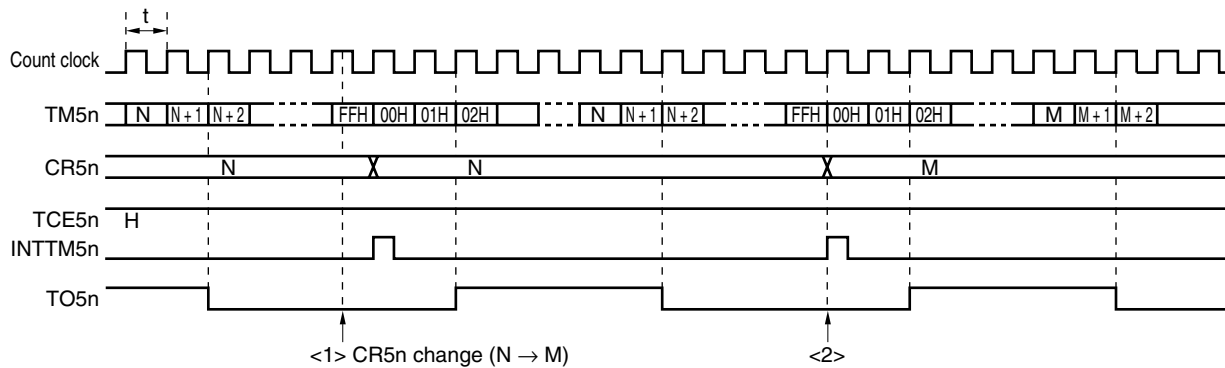 t
Count clock
TM5n N N + 1 N + 2 FFH 00H 01H 02H N N + 1 N + 2 FFH 00H 01H 02H M M + 1 M + 2
CR5n N N M
TCE5n H
INTTM5n
TO5n
<1> CR5n change (N → M) <2>